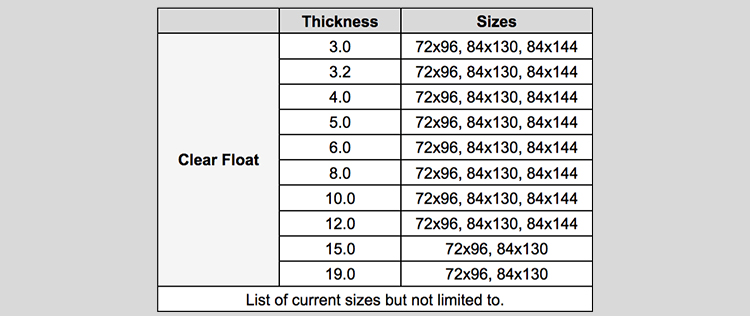 Thickness Sizes
3.0 72x96, 84x130, 84x144
3.2 72x96, 84x130, 84x144
4.0 72x96, 84x130, 84x144
5.0 72x96, 84x130, 84x144
6.0 72x96, 84x130, 84x144
Clear Float
8.0 72x96, 84x130, 84x144
10.0 72x96, 84x130, 84x144
12.0 72x96, 84x130, 84x144
15.0 72x96, 84x130
19.0 72x96, 84x130
List of current sizes but not limited to.